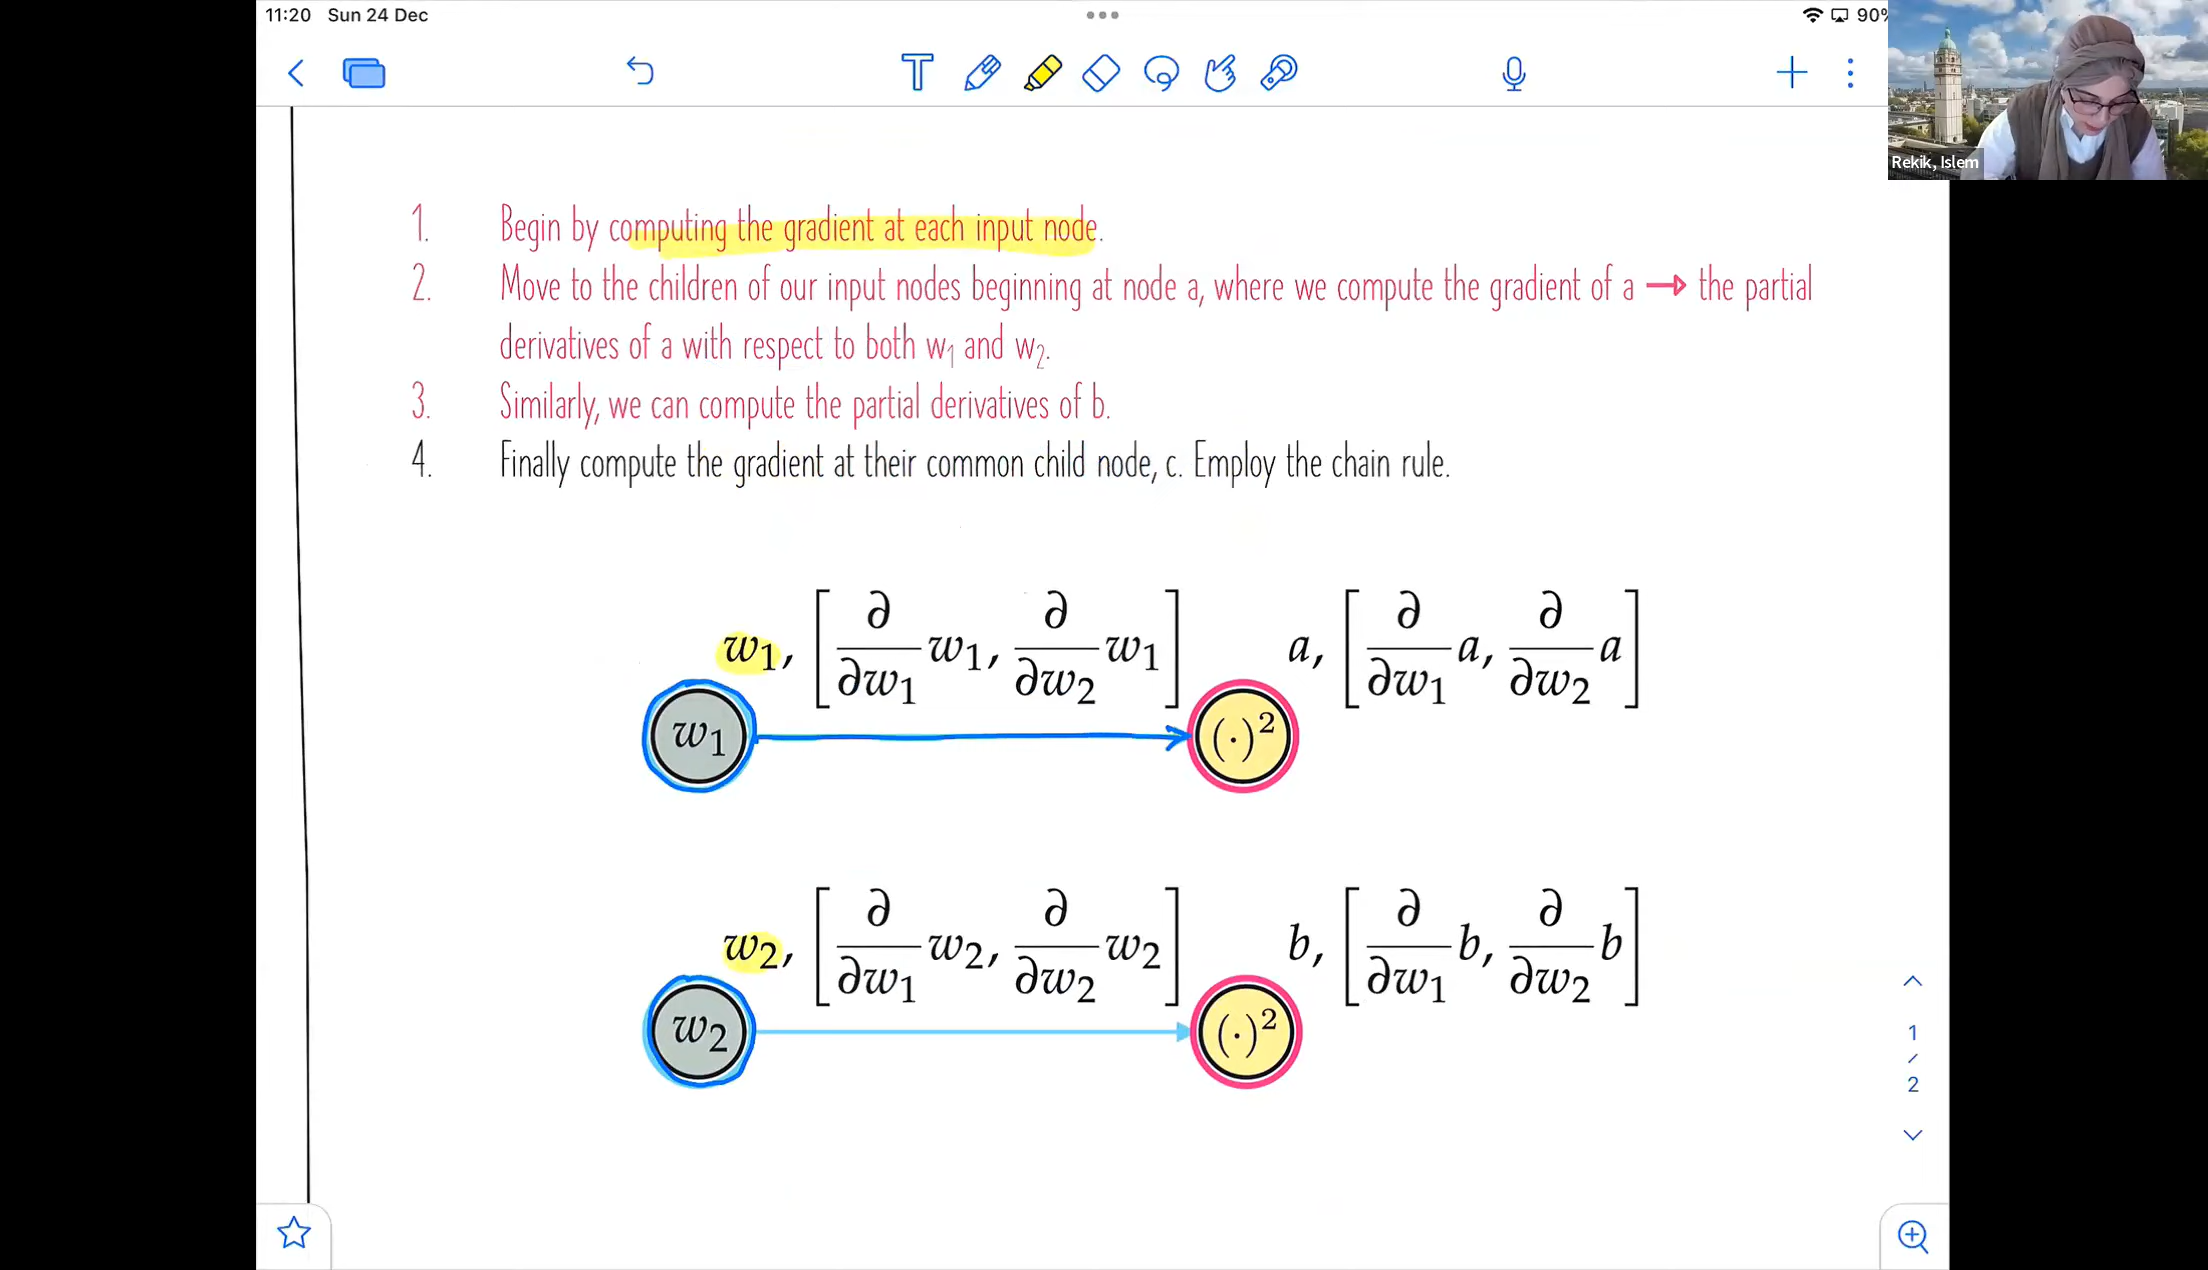 11:20 Sun 24 Dec
90%
Rekik, Islem
1. Begin by computing the gradient at each input node.
2. Move to the children of our input nodes beginning at node a, where we compute the gradient of a → the partial
derivatives of a with respect to both w₁ and w₂.
3. Similarly, we can compute the partial derivatives of b.
4. Finally compute the gradient at their common child node, c. Employ the chain rule.
w₁, [∂/∂w₁ w₁, ∂/∂w₂ w₁] a, [∂/∂w₁ a, ∂/∂w₂ a]
w₁ (·)²
w₂, [∂/∂w₁ w₂, ∂/∂w₂ w₂] b, [∂/∂w₁ b, ∂/∂w₂ b]
w₂ (·)²
1
/
2